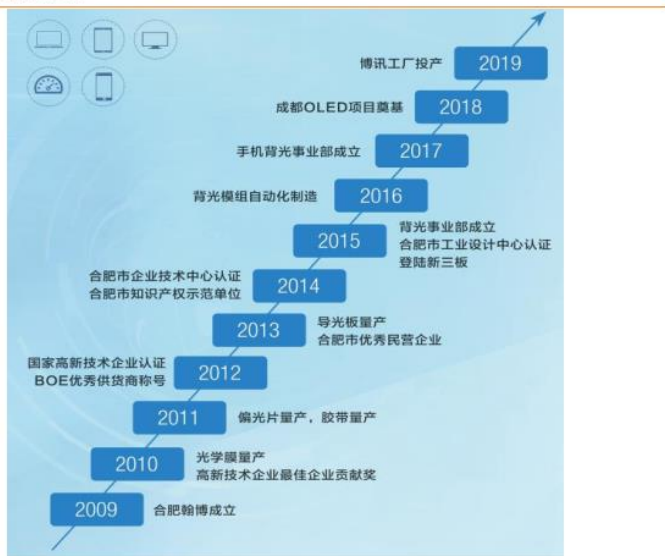 博讯工厂投产 2019
成都OLED项目奠基 2018
手机背光事业部成立 2017
背光模组自动化制造 2016
2015 背光事业部成立
合肥市工业设计中心认证
登陆新三板
合肥市企业技术中心认证 2014
合肥市知识产权示范单位
2013 导光板量产
合肥市优秀民营企业
国家高新技术企业认证 2012
BOE优秀供货商称号
2011 偏光片量产，胶带量产
2010 光学膜量产
高新技术企业最佳企业贡献奖
2009 合肥翰博成立